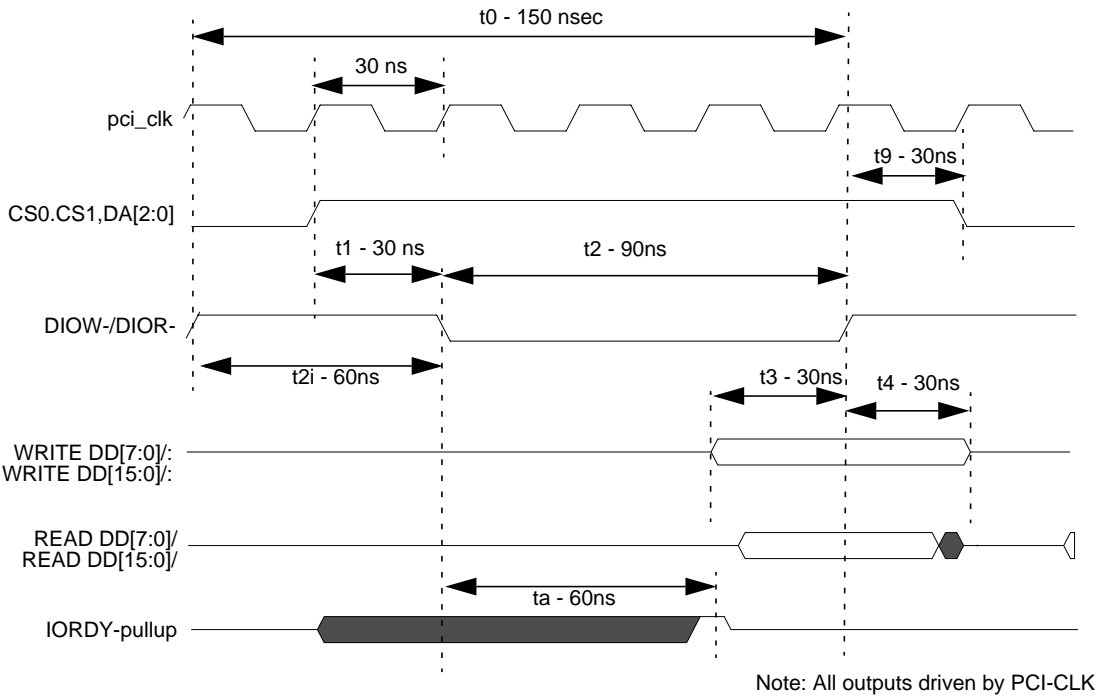 t0 - 150 nsec
30 ns
pci_clk
t9 - 30ns
CS0.CS1,DA[2:0]
t1 - 30 ns
t2 - 90ns
DIOW-/DIOR-
t2i - 60ns
t3 - 30ns
t4 - 30ns
WRITE DD[7:0]/:
WRITE DD[15:0]/:
READ DD[7:0]/
READ DD[15:0]/
ta - 60ns
IORDY-pullup
Note: All outputs driven by PCI-CLK